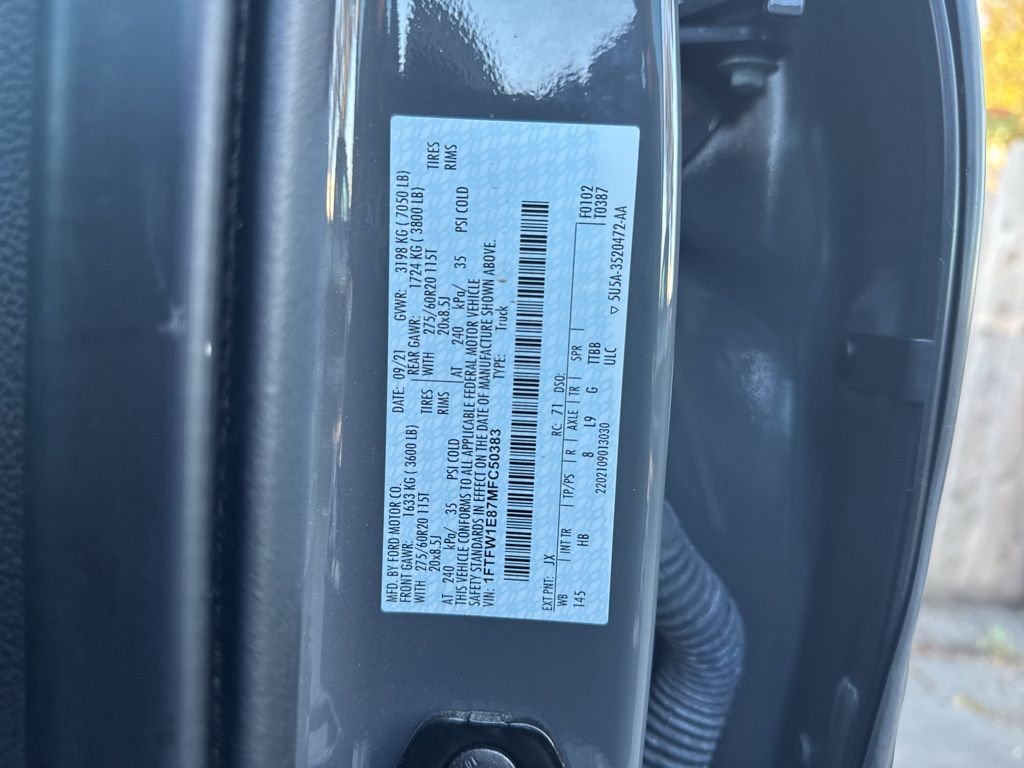 MFD. BY FORD MOTOR CO. DATE: 09/21 GVWR: 3198 KG ( 7050 LB)
FRONT GAWR: 1633 KG ( 3600 LB) REAR GAWR: 1724 KG ( 3800 LB)
WITH 275/60R20 115T TIRES WITH 275/60R20 115T TIRES
20x8.5J RIMS 20x8.5J RIMS
AT 240 kPa/ 35 PSI COLD AT 240 kPa/ 35 PSI COLD
THIS VEHICLE CONFORMS TO ALL APPLICABLE FEDERAL MOTOR VEHICLE
SAFETY STANDARDS IN EFFECT ON THE DATE OF MANUFACTURE SHOWN ABOVE.
VIN: 1FTFW1E87MFC50383 TYPE: Truck
EXT PNT: JX RC: 71 DSO: F0102
WB INT TR TP/PS R AXLE TR SPR T0387
145 HB 8 L9 G TTBB
2202109013030 ULC ▽ 5U5A-3520472-AA